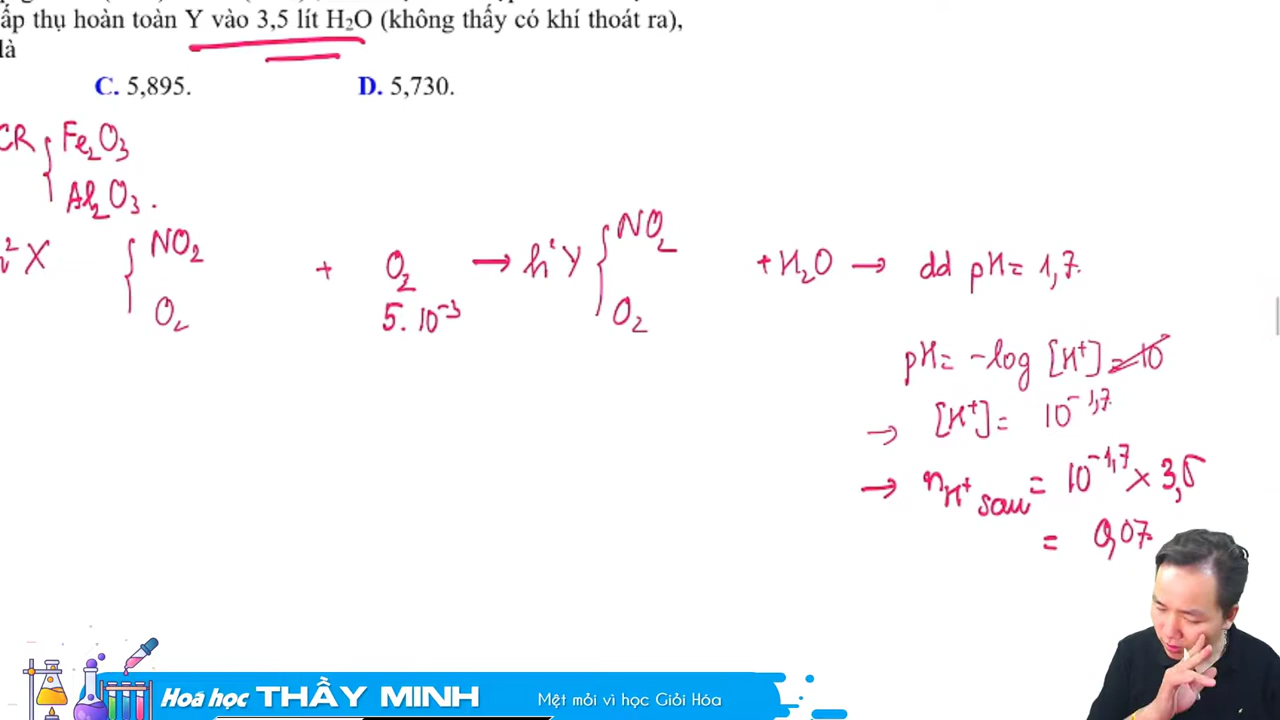 ấp thụ hoàn toàn Y vào 3,5 lít H₂O (không thấy có khí thoát ra),
là
C. 5,895. D. 5,730.
CR { Fe₂O₃
Al₂O₃.
X { NO₂
O₂
+ O₂
5.10⁻³
→ h² Y { NO₂
O₂
+ H₂O → dd pH = 1,7.
pH = -log [H⁺] = 10
→ [H⁺] = 10⁻¹,⁷
→ nH⁺ sau = 10⁻¹,⁷ × 3,5
= 0,07
Hoá học THẦY MINH
Mệt mỏi vì học Giỏi Hóa